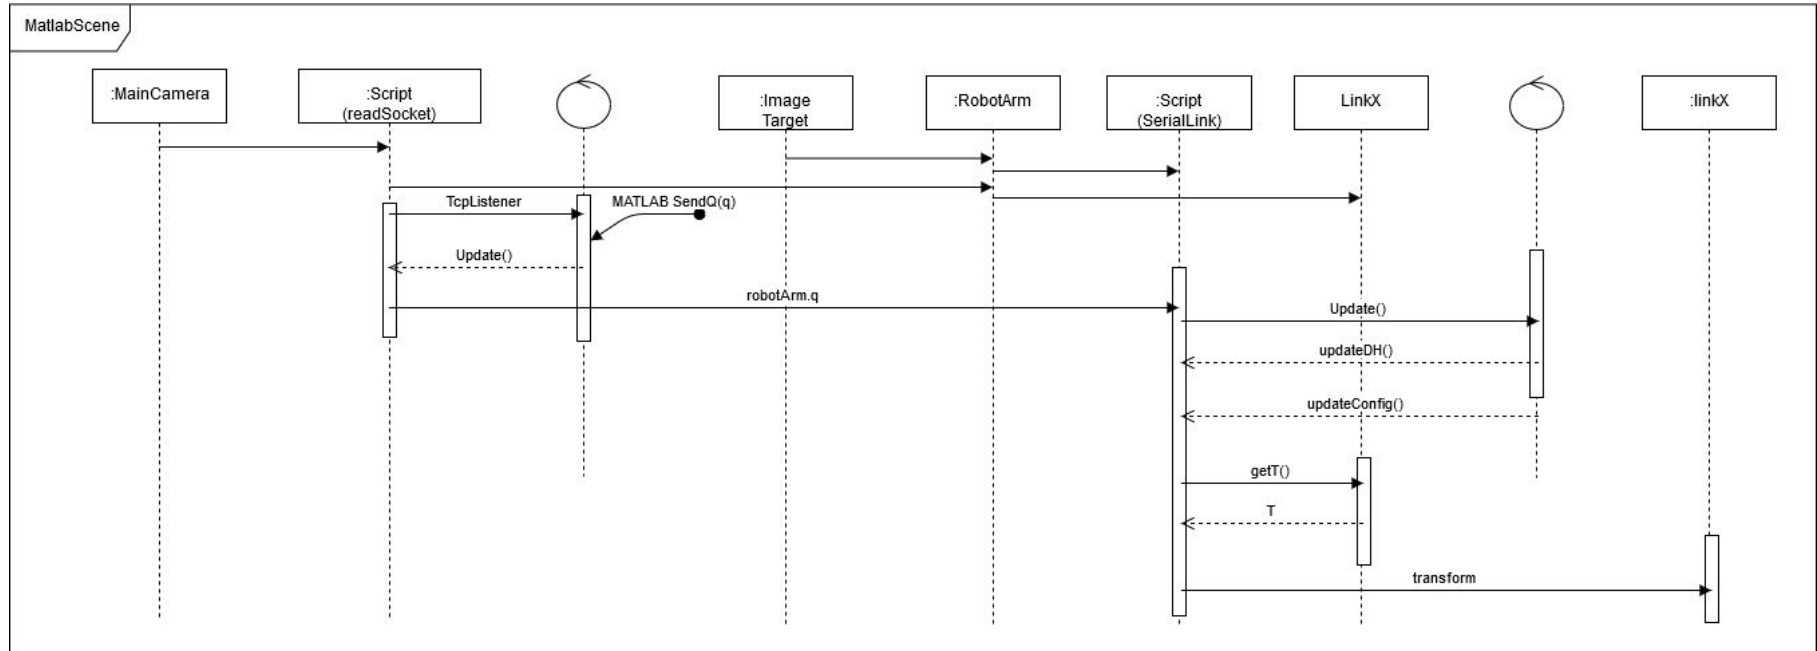 MatlabScene
:MainCamera
:Script
(readSocket)
:Image
Target
:RobotArm
:Script
(SerialLink)
LinkX
:linkX
TcpListener
MATLAB SendQ(q)
Update()
robotArm.q
Update()
updateDH()
updateConfig()
getT()
T
transform